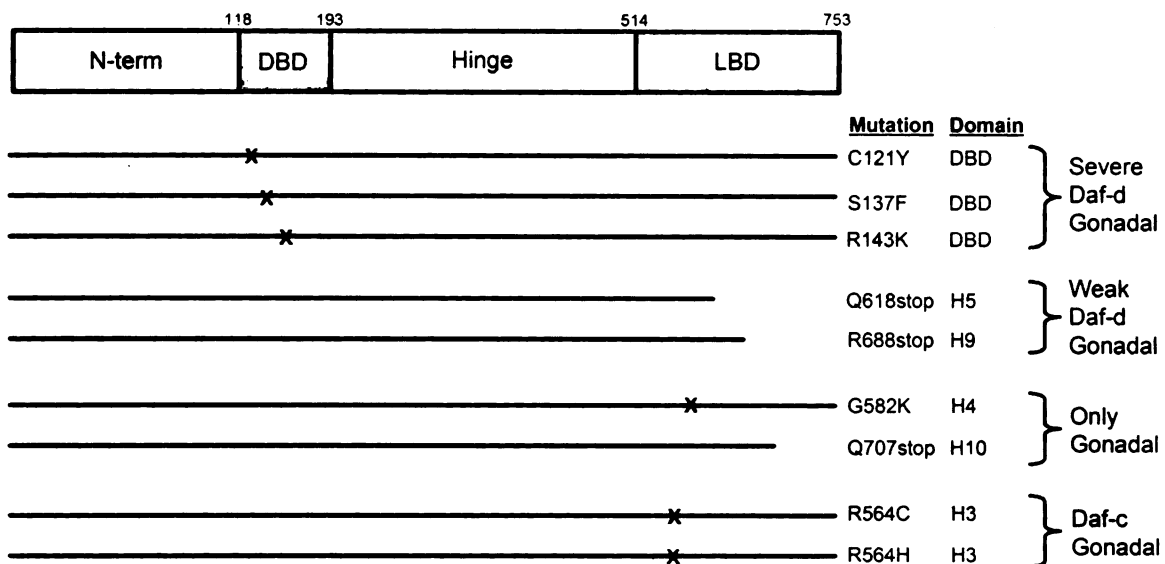 118 193 514 753
N-term DBD Hinge LBD
Mutation Domain
C121Y DBD
S137F DBD
R143K DBD
Severe
Daf-d
Gonadal
Q618stop H5
R688stop H9
Weak
Daf-d
Gonadal
G582K H4
Q707stop H10
Only
Gonadal
R564C H3
R564H H3
Daf-c
Gonadal